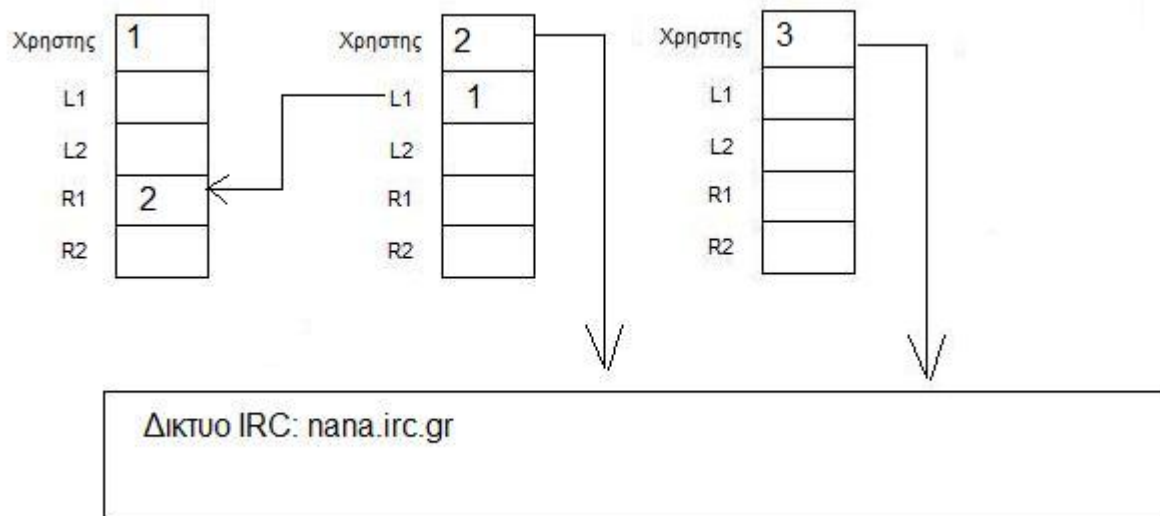 Χρηστης 1
L1
L2
R1 2
R2
Χρηστης 2
L1 1
L2
R1
R2
Χρηστης 3
L1
L2
R1
R2
Δικτυο IRC: nana.irc.gr